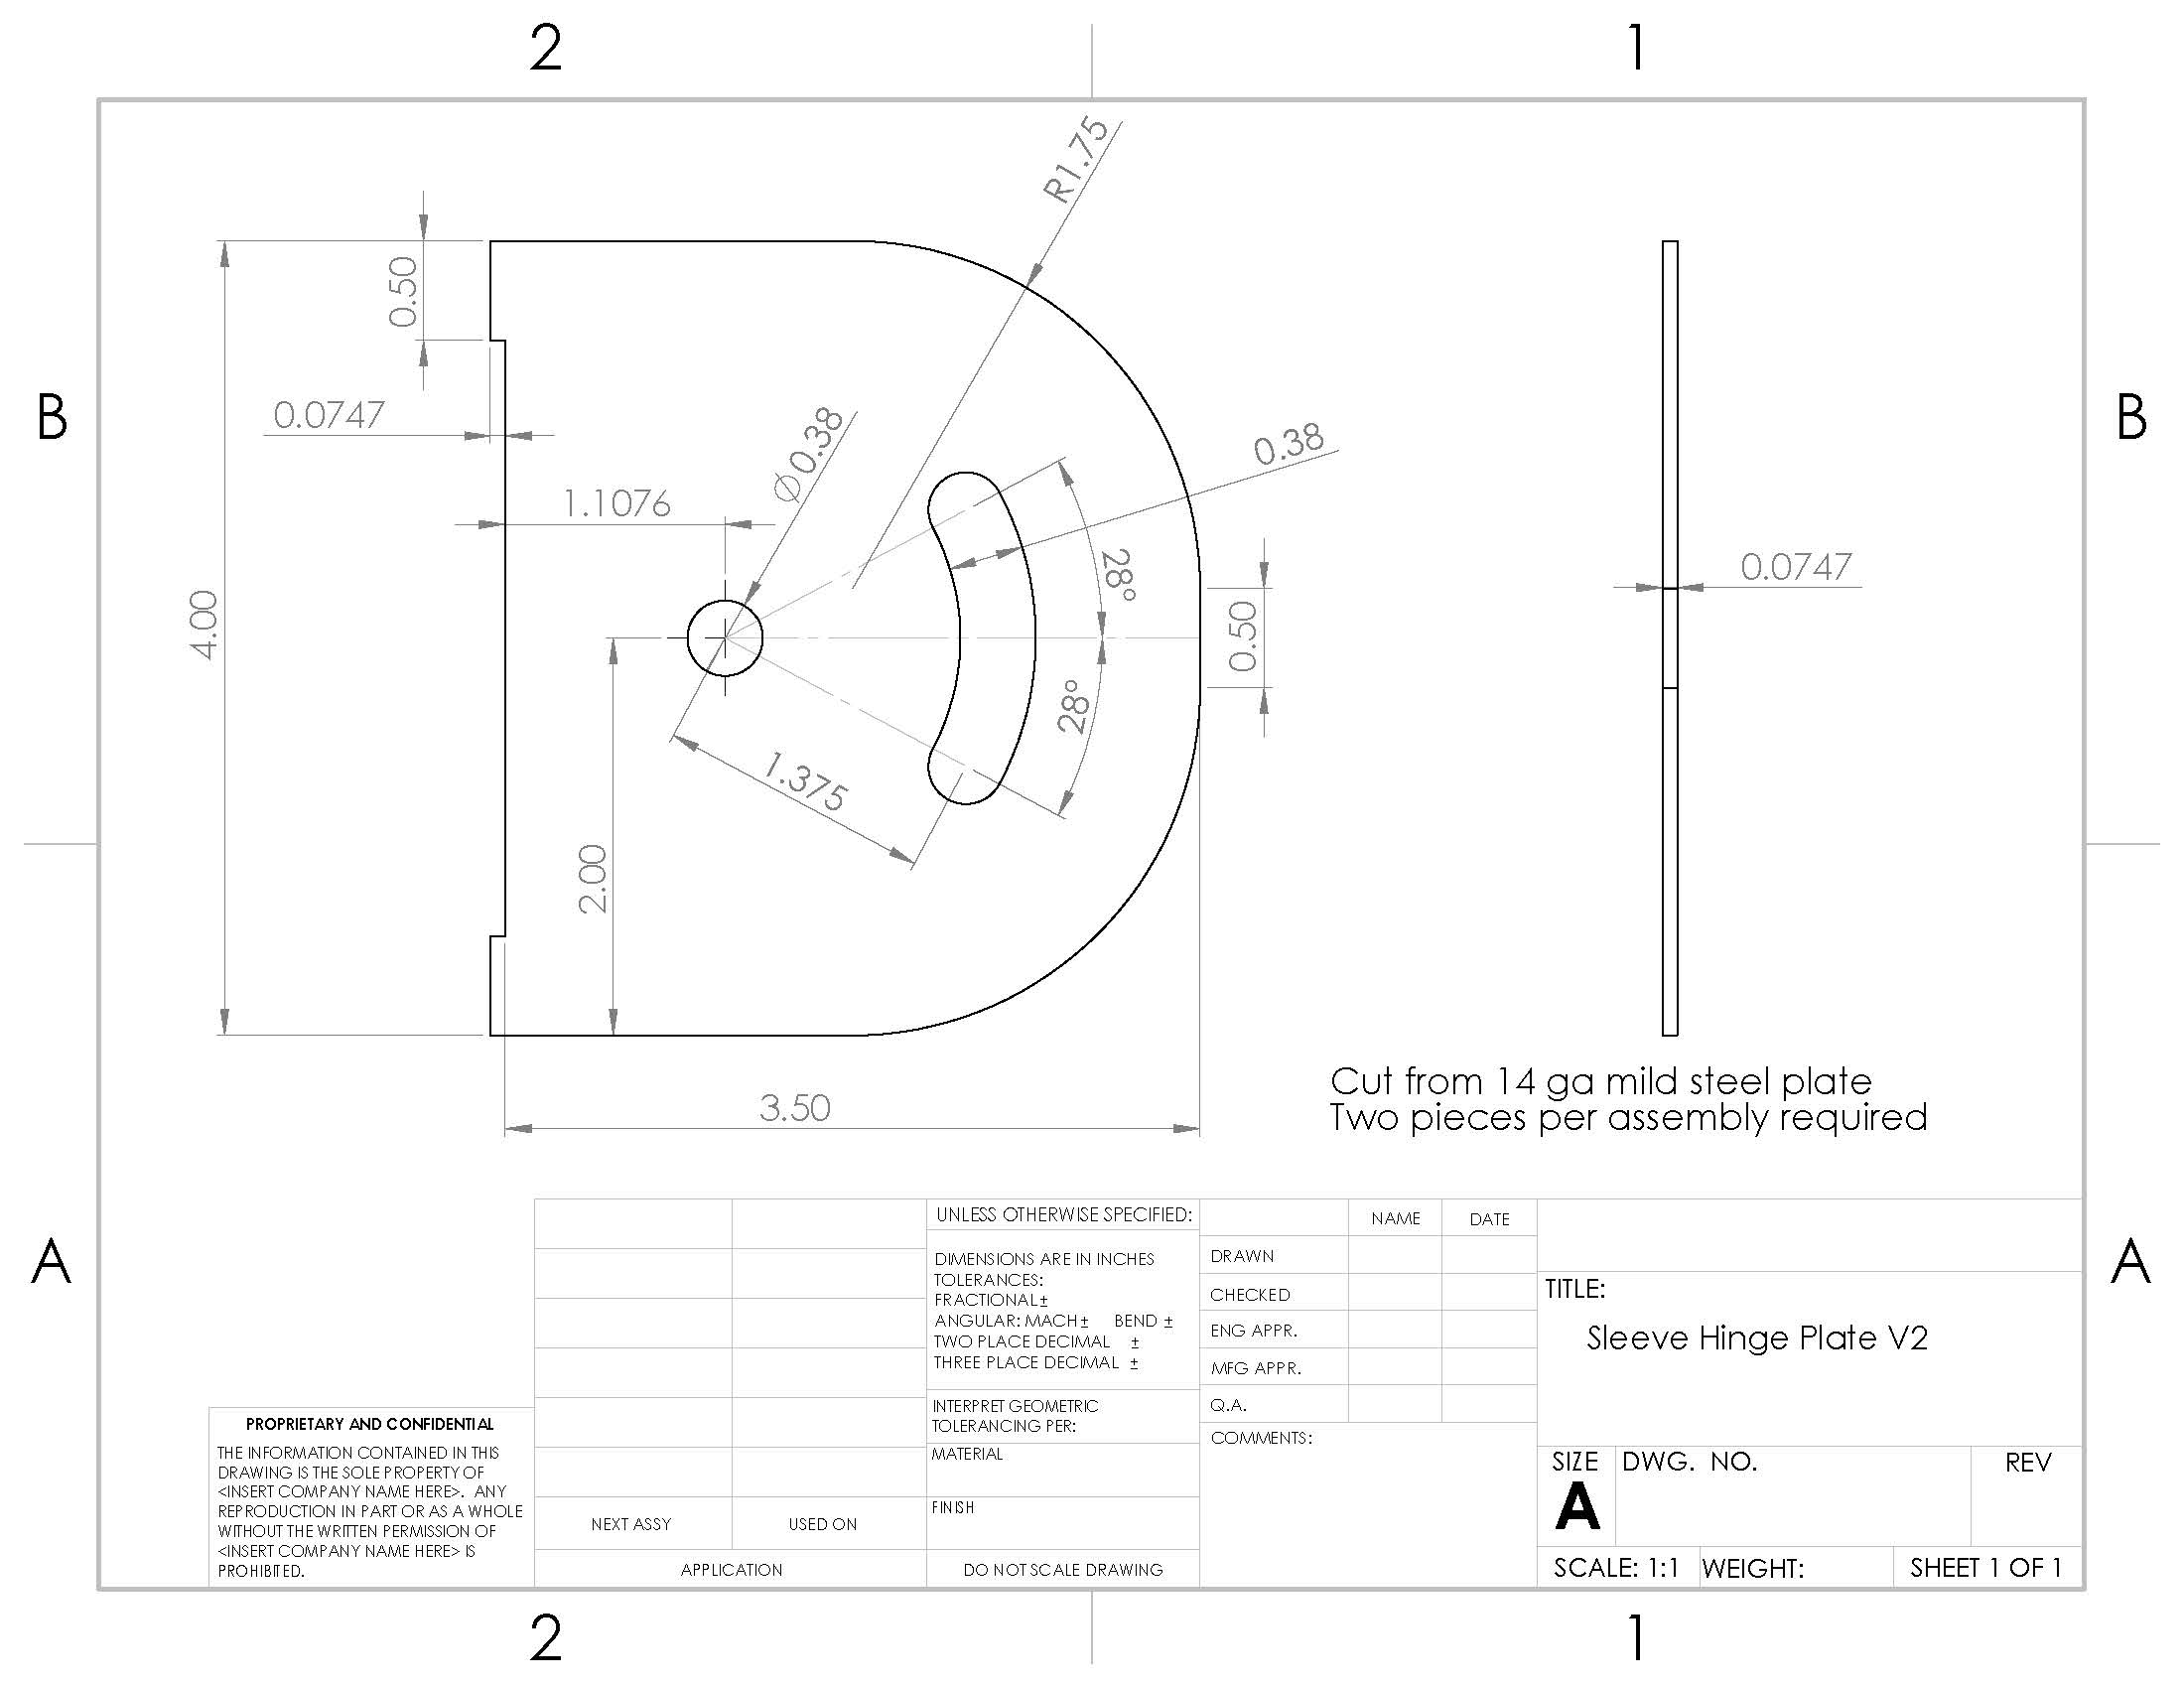 2
1
R1.75
0.50
B
B
0.0747
Ø0.38
0.38
1.1076
28°
0.0747
4.00
0.50
28°
1.375
2.00
Cut from 14 ga mild steel plate
3.50
Two pieces per assembly required
A
A
UNLESS OTHERWISE SPECIFIED:
NAME
DATE
DIMENSIONS ARE IN INCHES
TOLERANCES:
FRACTIONAL±
ANGULAR: MACH± BEND ±
TWO PLACE DECIMAL ±
THREE PLACE DECIMAL ±
INTERPRET GEOMETRIC
TOLERANCING PER:
MATERIAL
FINISH
DO NOT SCALE DRAWING
DRAWN
CHECKED
ENG APPR.
MFG APPR.
Q.A.
COMMENTS:
TITLE:
Sleeve Hinge Plate V2
SIZE
A
DWG. NO.
REV
SCALE: 1:1
WEIGHT:
SHEET 1 OF 1
PROPRIETARY AND CONFIDENTIAL
THE INFORMATION CONTAINED IN THIS
DRAWING IS THE SOLE PROPERTY OF
<INSERT COMPANY NAME HERE>. ANY
REPRODUCTION IN PART OR AS A WHOLE
WITHOUT THE WRITTEN PERMISSION OF
<INSERT COMPANY NAME HERE> IS
PROHIBITED.
NEXT ASSY
USED ON
APPLICATION
2
1